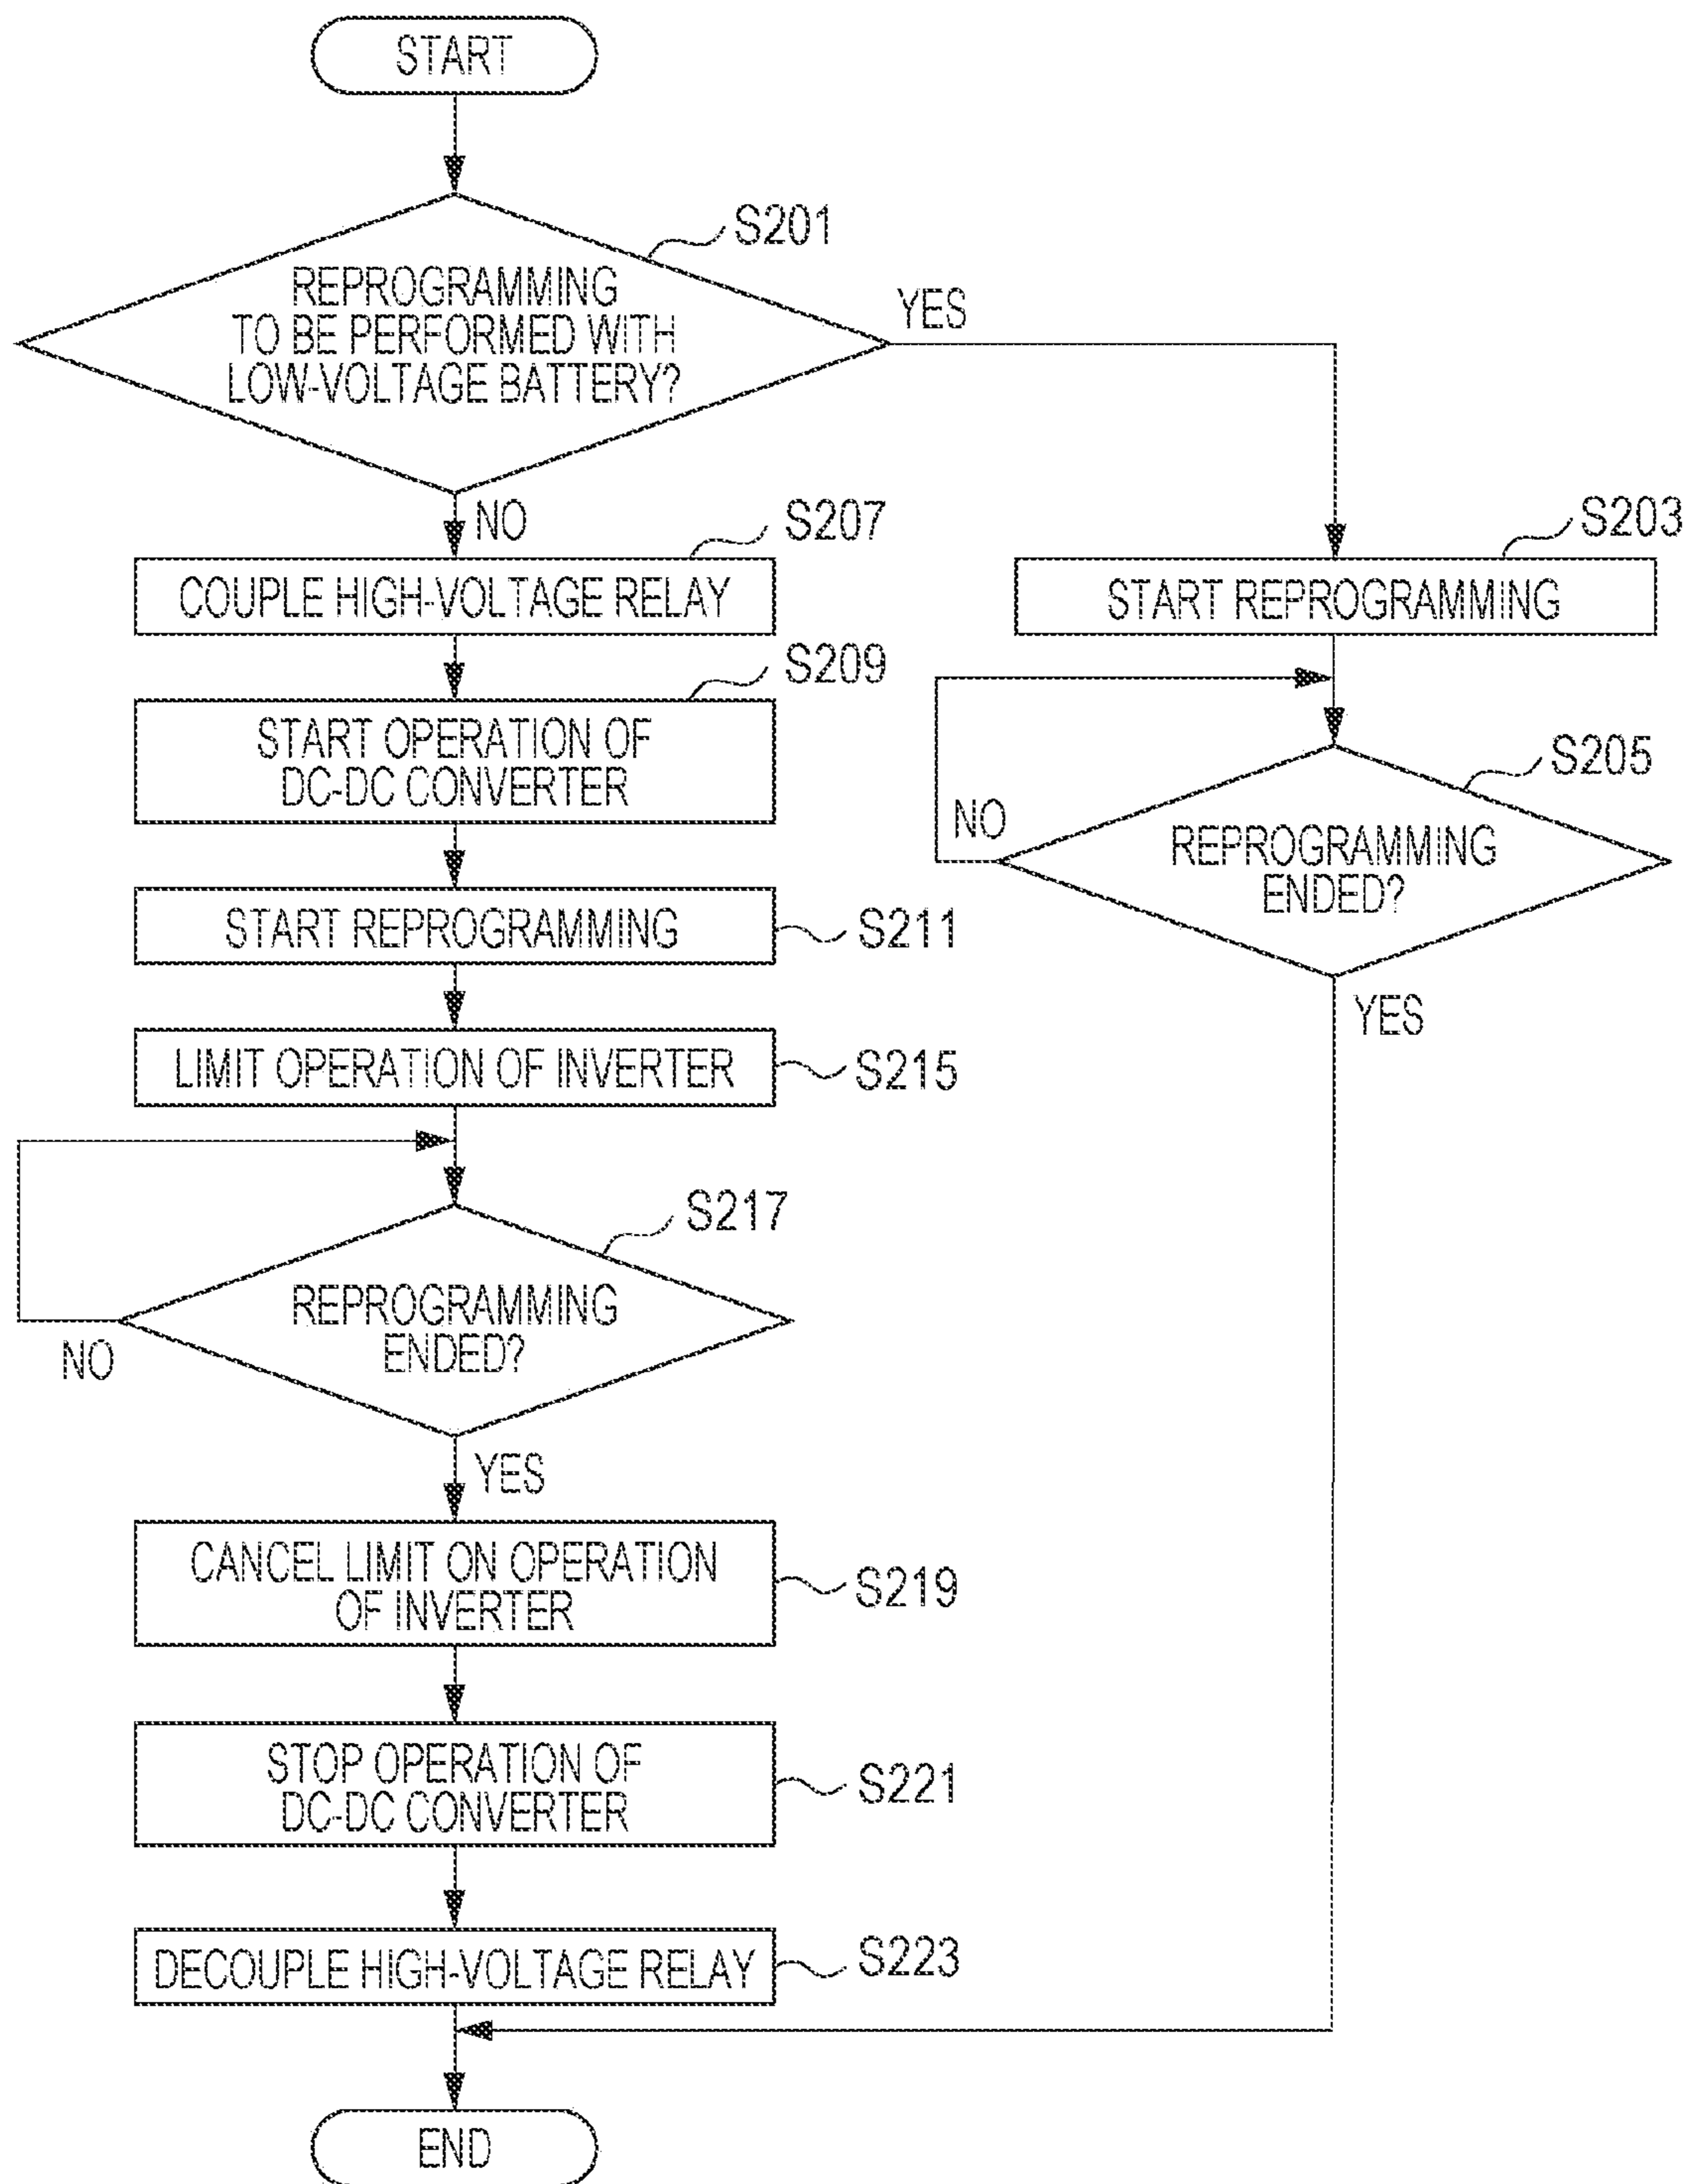 START
S201
REPROGRAMMING
TO BE PERFORMED WITH
LOW-VOLTAGE BATTERY?
YES
NO
S207
COUPLE HIGH-VOLTAGE RELAY
S203
START REPROGRAMMING
S209
START OPERATION OF
DC-DC CONVERTER
S205
REPROGRAMMING
ENDED?
NO
YES
START REPROGRAMMING
S211
LIMIT OPERATION OF INVERTER
S215
S217
REPROGRAMMING
ENDED?
NO
YES
CANCEL LIMIT ON OPERATION
OF INVERTER
S219
STOP OPERATION OF
DC-DC CONVERTER
S221
DECOUPLE HIGH-VOLTAGE RELAY
S223
END